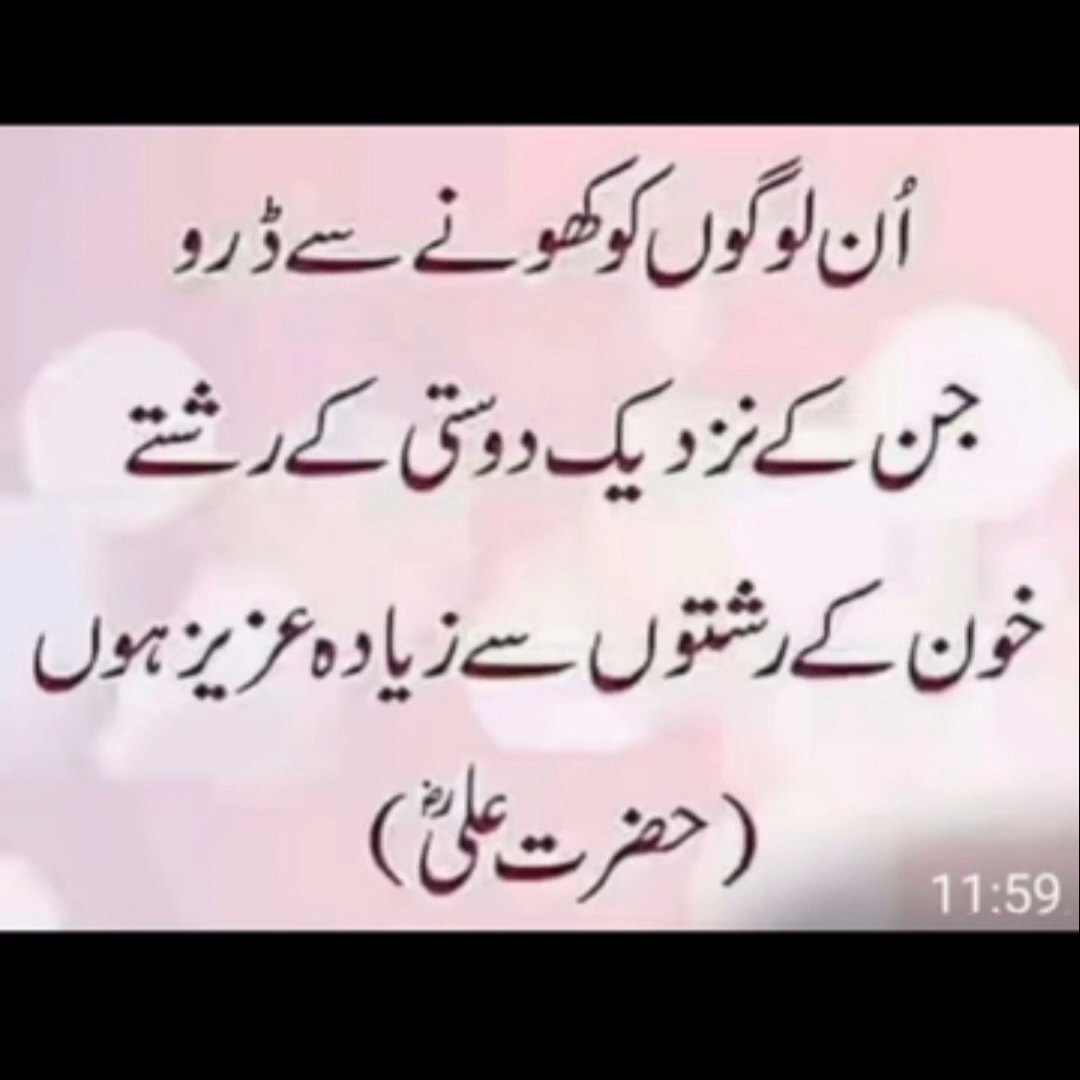 اُن لوگوں کو کھونے سے ڈرو
جن کے نزدیک دوستی کے رشتے
خون کے رشتوں سے زیادہ عزیز ہوں
(حضرت علیؓ)
11:59